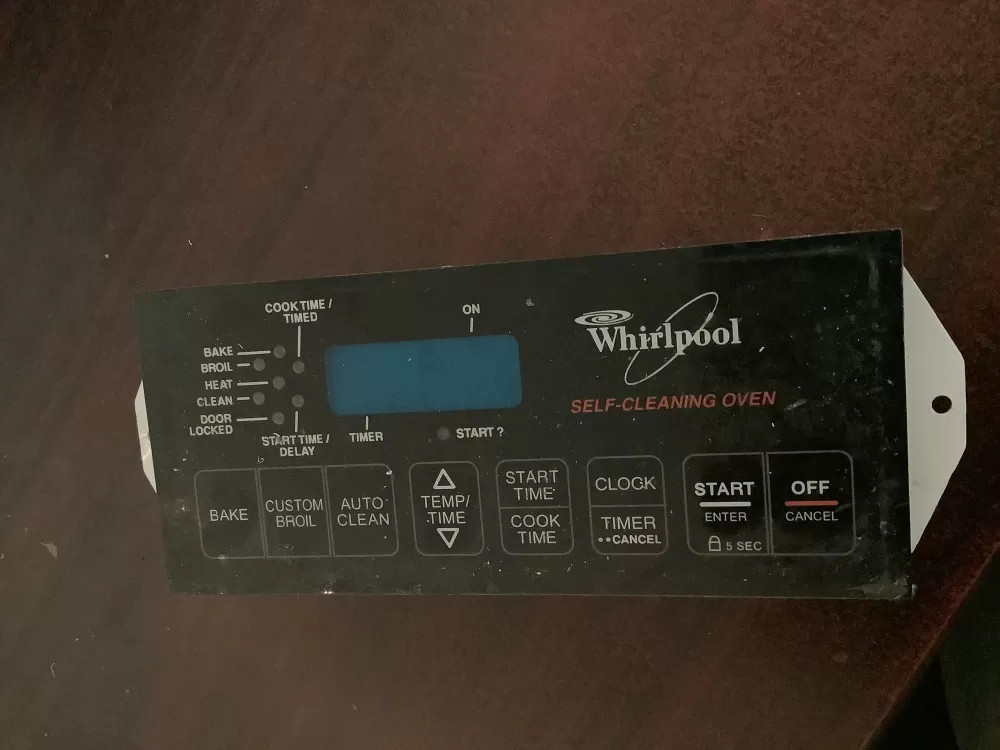 COOK TIME /
TIMED
ON
BAKE
BROIL
HEAT
CLEAN
DOOR
LOCKED
START TIME /
DELAY
TIMER
START ?
Whirlpool
SELF-CLEANING OVEN
BAKE
CUSTOM
BROIL
AUTO
CLEAN
TEMP/
TIME
START
TIME
COOK
TIME
CLOCK
TIMER
••CANCEL
START
ENTER
5 SEC
OFF
CANCEL